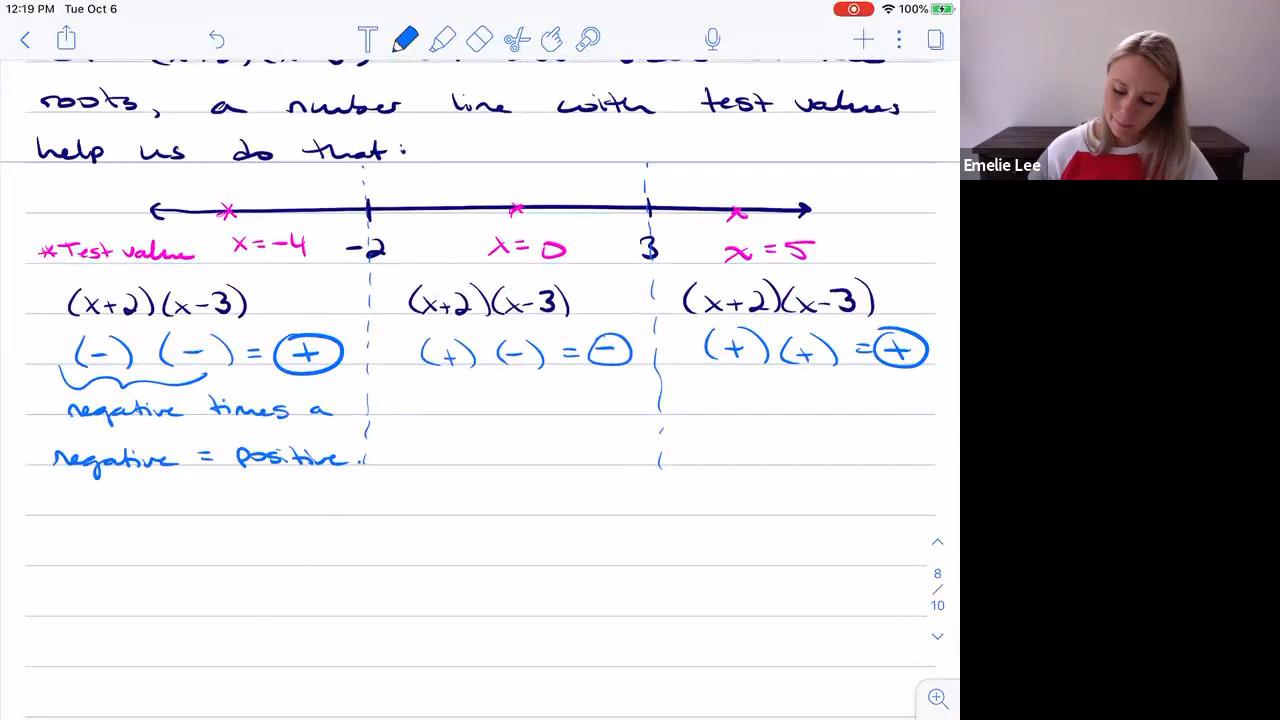 12:19 PM Tue Oct 6
100%
T
Emelie Lee
roots, a number line with test values
help us do that:
*Test value x=-4 -2 x=0 3 x=5
(x+2)(x-3) (x+2)(x-3) (x+2)(x-3)
(-) (-) = + (+) (-) = - (+) (+) = +
negative times a
negative = positive.
8
/
10